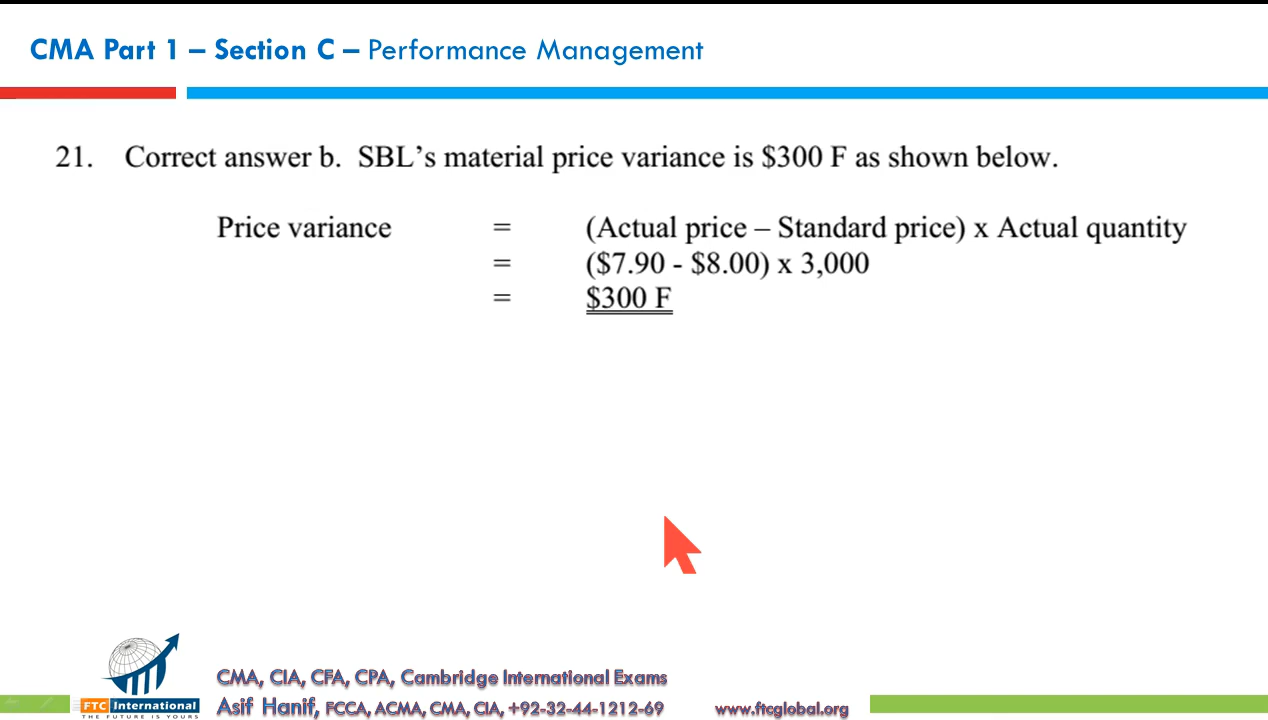 CMA Part 1 – Section C – Performance Management
21. Correct answer b. SBL’s material price variance is $300 F as shown below.
Price variance = (Actual price – Standard price) x Actual quantity
= ($7.90 - $8.00) x 3,000
= $300 F
CMA, CIA, CFA, CPA, Cambridge International Exams
FTC International
Asif Hanif, FCCA, ACMA, CMA, CIA, +92-32-44-1212-69 www.ftcglobal.org
THE FUTURE IS YOURS